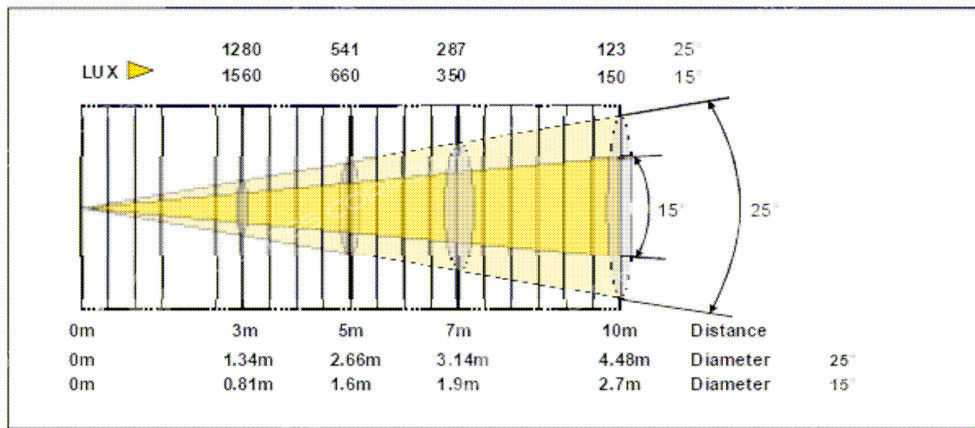 1280 541 287 123 25°
LUX 1560 660 350 150 15°
15° 25°
0m 3m 5m 7m 10m Distance
0m 1.34m 2.66m 3.14m 4.48m Diameter 25°
0m 0.81m 1.6m 1.9m 2.7m Diameter 15°